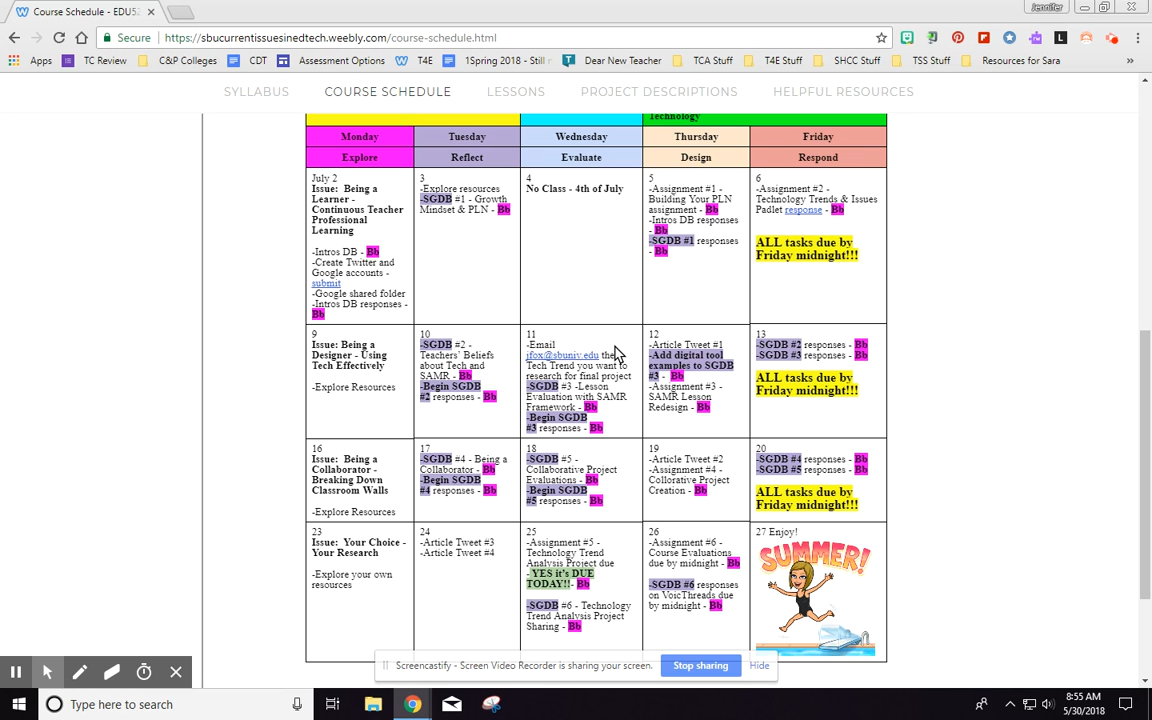 Course Schedule - EDU52
Jennifer
Secure
https://sbucurrentissuesinedtech.weebly.com/course-schedule.html
Apps
TC Review
C&P Colleges
CDT
Assessment Options
T4E
1Spring 2018 - Still n
Dear New Teacher
TCA Stuff
T4E Stuff
SHCC Stuff
TSS Stuff
Resources for Sara
SYLLABUS
COURSE SCHEDULE
LESSONS
PROJECT DESCRIPTIONS
HELPFUL RESOURCES
Technology
Monday
Tuesday
Wednesday
Thursday
Friday
Explore
Reflect
Evaluate
Design
Respond
July 2
Issue: Being a
Learner -
Continuous Teacher
Professional
Learning
-Intros DB - Bb
-Create Twitter and
Google accounts -
submit
-Google shared folder
-Intros DB responses -
Bb
3
-Explore resources
-SGDB #1 - Growth
Mindset & PLN - Bb
4
No Class - 4th of July
5
-Assignment #1 -
Building Your PLN
assignment - Bb
-Intros DB responses
- Bb
-SGDB #1 responses
- Bb
6
-Assignment #2 -
Technology Trends & Issues
Padlet response - Bb
ALL tasks due by
Friday midnight!!!
9
Issue: Being a
Designer - Using
Tech Effectively
-Explore Resources
10
-SGDB #2 -
Teachers' Beliefs
about Tech and
SAMR - Bb
-Begin SGDB
#2 responses - Bb
11
-Email
jfox@sbuniv.edu the
Tech Trend you want to
research for final project
-SGDB #3 -Lesson
Evaluation with SAMR
Framework - Bb
-Begin SGDB
#3 responses - Bb
12
-Article Tweet #1
-Add digital tool
examples to SGDB
#3 - Bb
-Assignment #3 -
SAMR Lesson
Redesign - Bb
13
-SGDB #2 responses - Bb
-SGDB #3 responses - Bb
ALL tasks due by
Friday midnight!!!
16
Issue: Being a
Collaborator -
Breaking Down
Classroom Walls
-Explore Resources
17
-SGDB #4 - Being a
Collaborator - Bb
-Begin SGDB
#4 responses - Bb
18
-SGDB #5 -
Collaborative Project
Evaluations - Bb
-Begin SGDB
#5 responses - Bb
19
-Article Tweet #2
-Assignment #4 -
Collorative Project
Creation - Bb
20
-SGDB #4 responses - Bb
-SGDB #5 responses - Bb
ALL tasks due by
Friday midnight!!!
23
Issue: Your Choice -
Your Research
-Explore your own
resources
24
-Article Tweet #3
-Article Tweet #4
25
-Assignment #5 -
Technology Trend
Analysis Project due
- YES it's DUE
TODAY!!- Bb
-SGDB #6 - Technology
Trend Analysis Project
Sharing - Bb
26
-Assignment #6 -
Course Evaluations
due by midnight - Bb
-SGDB #6 responses
on VoicThreads due
by midnight - Bb
27 Enjoy!
SUMMER!
Screencastify - Screen Video Recorder is sharing your screen.
Stop sharing
Hide
Type here to search
8:55 AM
5/30/2018